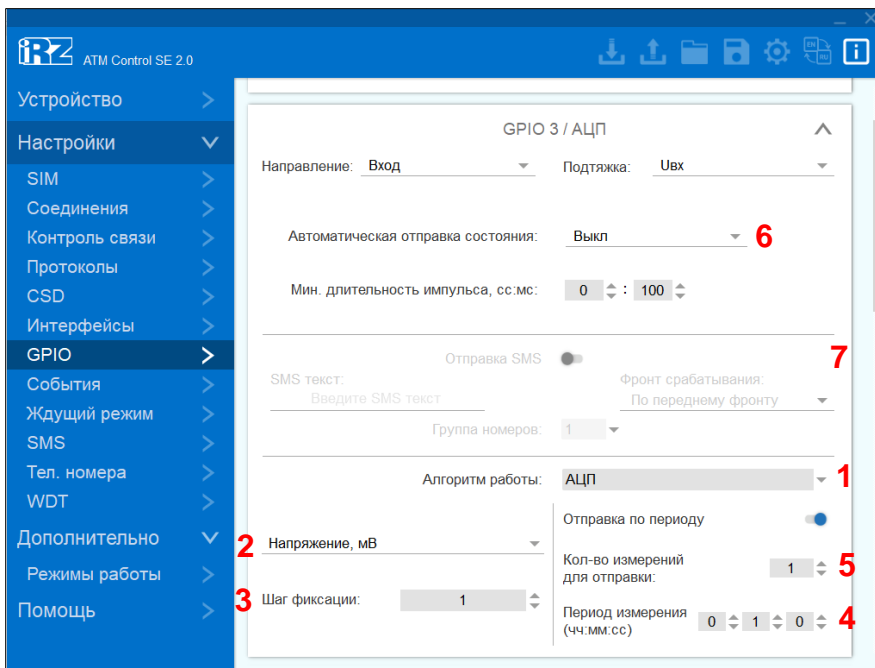 iRZ ATM Control SE 2.0
EN
RU
i
Устройство
Настройки
SIM
Соединения
Контроль связи
Протоколы
CSD
Интерфейсы
GPIO
События
Ждущий режим
SMS
Тел. номера
WDT
Дополнительно
Режимы работы
Помощь
GPIO 3 / АЦП
Направление: Вход Подтяжка: Uвх
Автоматическая отправка состояния: Выкл 6
Мин. длительность импульса, сс:мс: 0 : 100
Отправка SMS 7
SMS текст: Фронт срабатывания:
Введите SMS текст По переднему фронту
Группа номеров: 1
Алгоритм работы: АЦП 1
Отправка по периоду
2 Напряжение, мВ
Кол-во измерений
для отправки: 1 5
3 Шаг фиксации: 1
Период измерения
(чч:мм:сс) 0 1 0 4